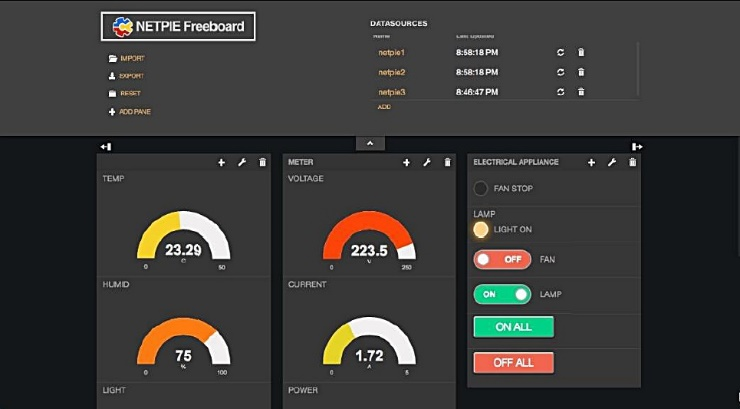 NETPIE Freeboard
IMPORT
EXPORT
RESET
ADD PANE
DATASOURCES
Name Last Updated
netpie1 8:58:18 PM
netpie2 8:58:18 PM
netpie3 8:46:47 PM
ADD
TEMP
23.29
C
0 50
HUMID
75
%
0 100
LIGHT
METER
VOLTAGE
223.5
V
0 250
CURRENT
1.72
A
0 5
POWER
ELECTRICAL APPLIANCE
FAN STOP
LAMP
LIGHT ON
OFF FAN
ON LAMP
ON ALL
OFF ALL